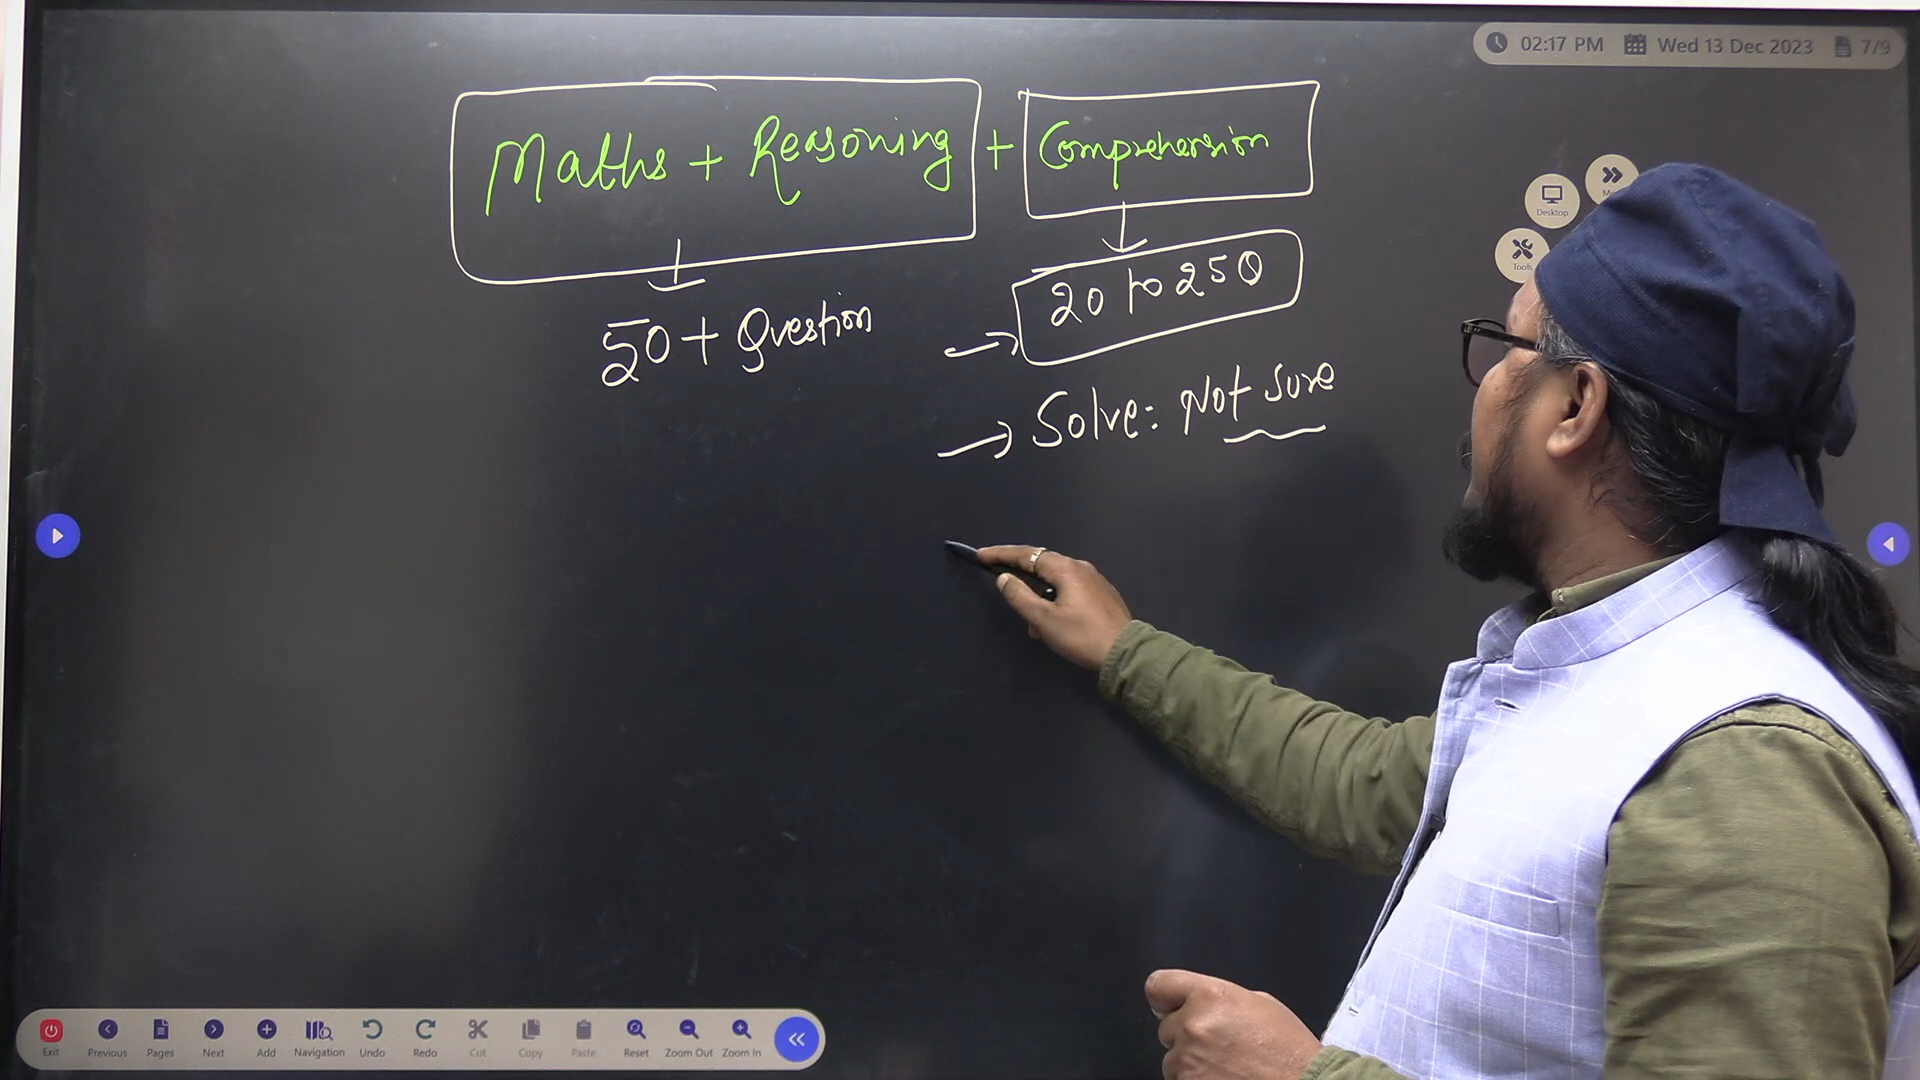 02:17 PM Wed 13 Dec 2023 7/9
Maths + Reasoning + Comprehension
50+ Question
20 to 25 Q
Solve: Not sure
Desktop
Tools
Exit Previous Pages Next Add Navigation Undo Redo Cut Copy Paste Reset Zoom Out Zoom In